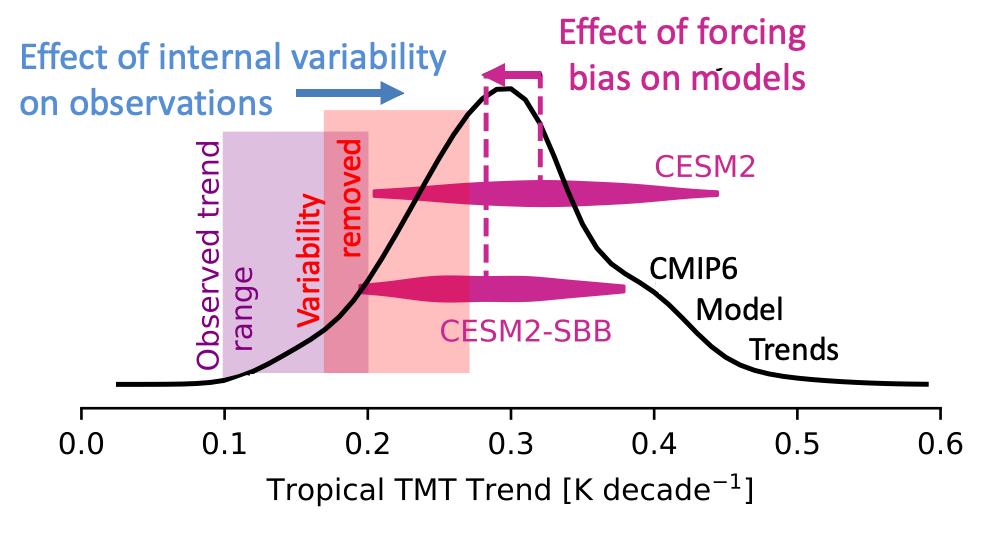 Effect of internal variability
on observations
Effect of forcing
bias on models
Observed trend
range
Variability
removed
CESM2
CESM2-SBB
CMIP6
Model
Trends
0.0 0.1 0.2 0.3 0.4 0.5 0.6
Tropical TMT Trend [K decade⁻¹]